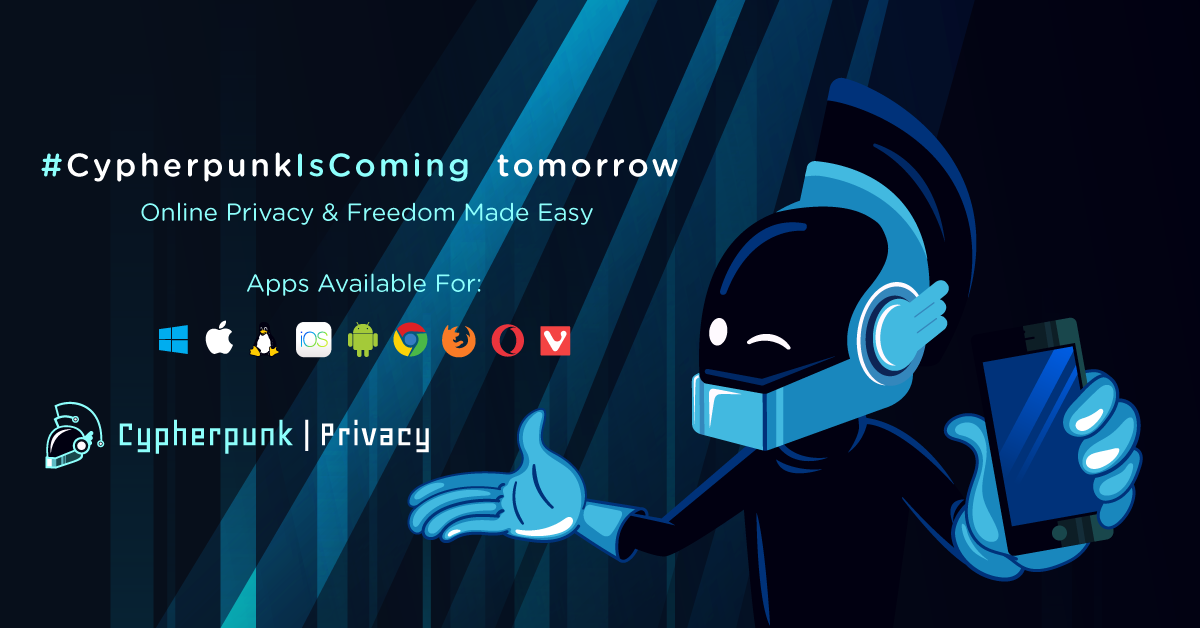 #CypherpunkIsComing tomorrow
Online Privacy & Freedom Made Easy
Apps Available For:
iOS
Cypherpunk | Privacy